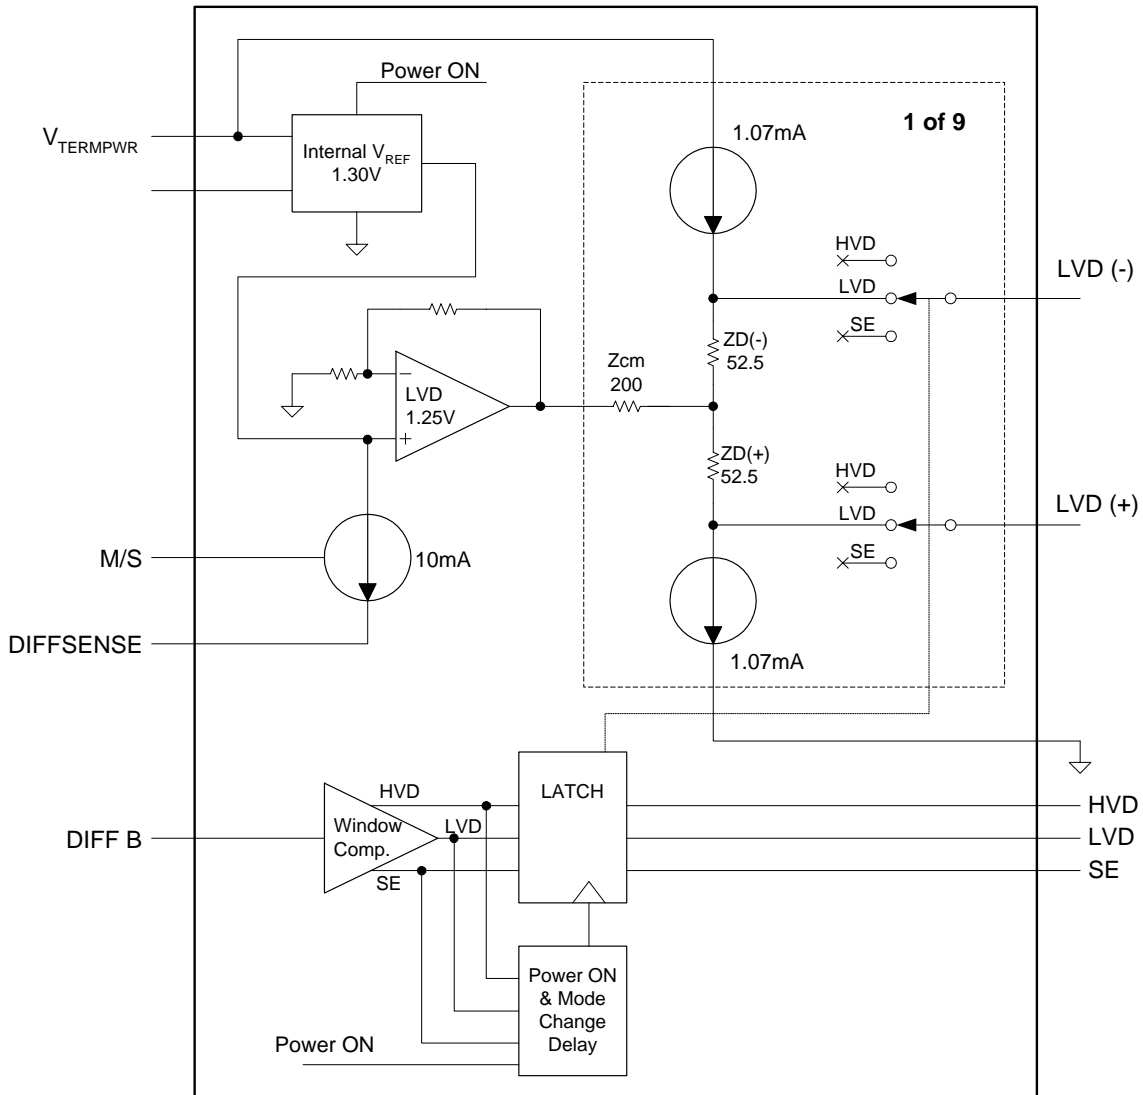 Power ON
1 of 9
1.07mA
VTERMPWR
Internal VREF
1.30V
HVD
LVD
SE
LVD (-)
ZD(-)
52.5
Zcm
200
−
LVD
1.25V
+
ZD(+)
52.5
HVD
LVD
SE
LVD (+)
M/S
10mA
DIFFSENSE
1.07mA
HVD
LATCH
HVD
DIFF B
Window
Comp.
LVD
LVD
SE
SE
Power ON
& Mode
Change
Delay
Power ON